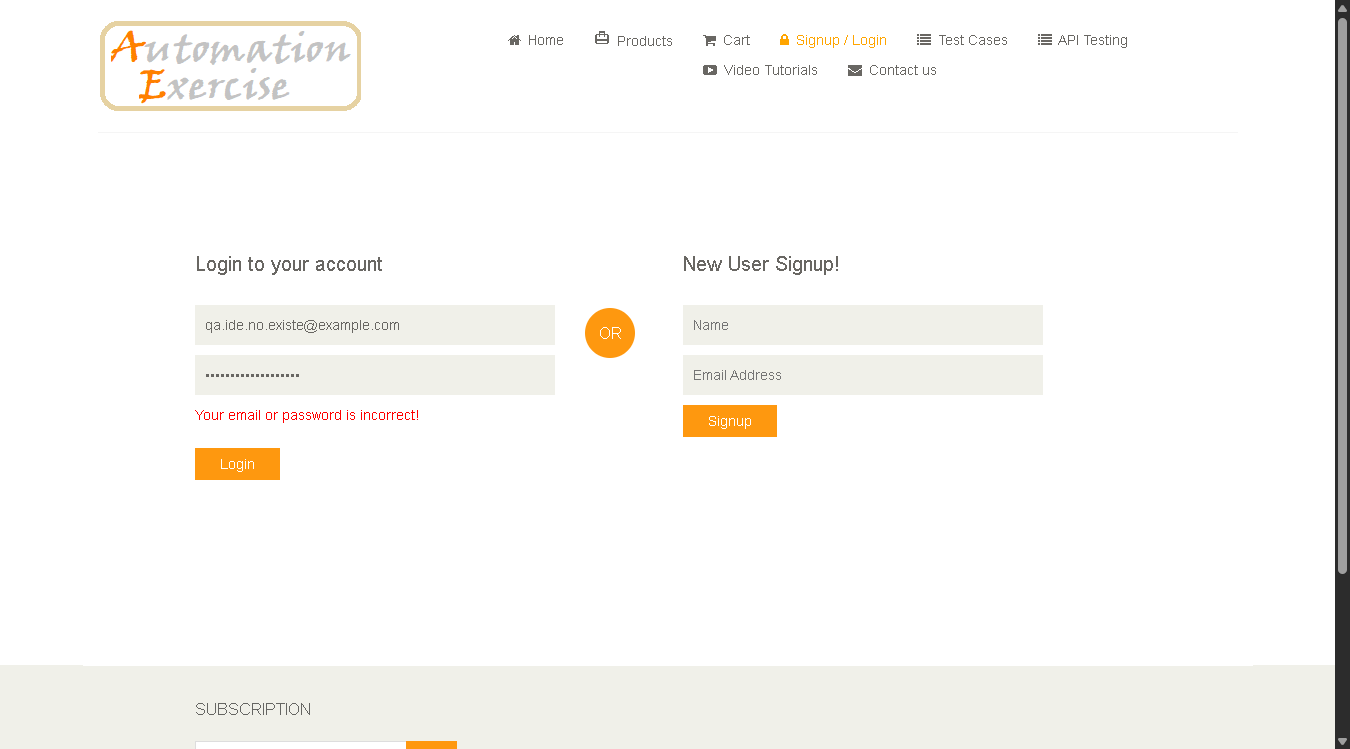 Automation
Exercise
Home
Products
Cart
Signup / Login
Test Cases
API Testing
Video Tutorials
Contact us
Login to your account
qa.ide.no.existe@example.com
•••••••••••••••••••
Your email or password is incorrect!
Login
OR
New User Signup!
Name
Email Address
Signup
SUBSCRIPTION